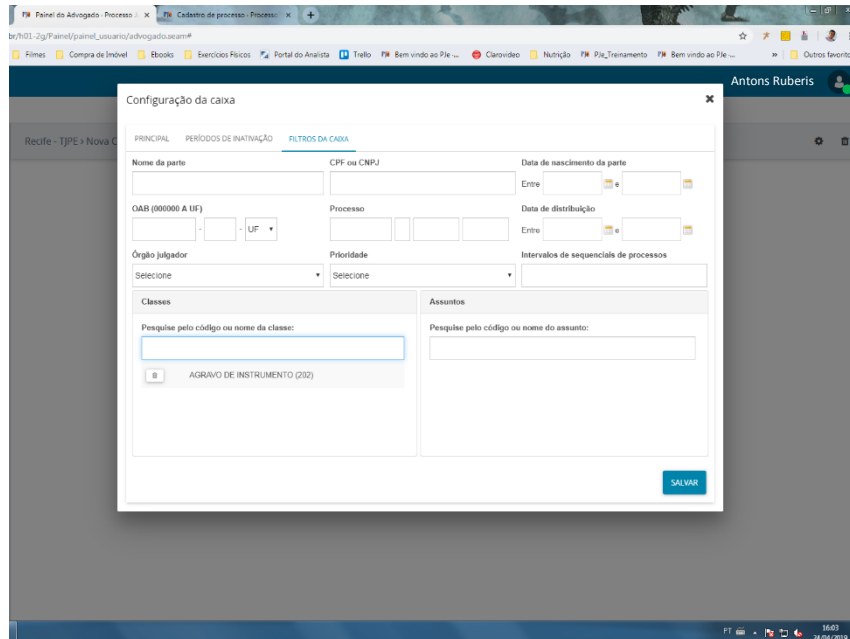 Painel do Advogado · Processo J x Cadastro de processo · Processo x +
br/h01-2g/Painel/painel_usuario/advogado.seam#
Filmes Compra de Imóvel Ebooks Exercícios Físicos Portal do Analista Trello Bem vindo ao PJe -... Clarovideo Nutrição PJe_Treinamento Bem vindo ao PJe -... » Outros favorito
Antons Ruberis
Configuração da caixa
Recife - TJPE > Nova C
PRINCIPAL PERÍODOS DE INATIVAÇÃO FILTROS DA CAIXA
Nome da parte CPF ou CNPJ Data de nascimento da parte
Entre e
OAB (000000 A UF) Processo Data de distribuição
- - UF Entre e
Órgão julgador Prioridade Intervalos de sequenciais de processos
Selecione Selecione
Classes Assuntos
Pesquise pelo código ou nome da classe: Pesquise pelo código ou nome do assunto:
AGRAVO DE INSTRUMENTO (202)
SALVAR
PT 16:03
24/04/2019